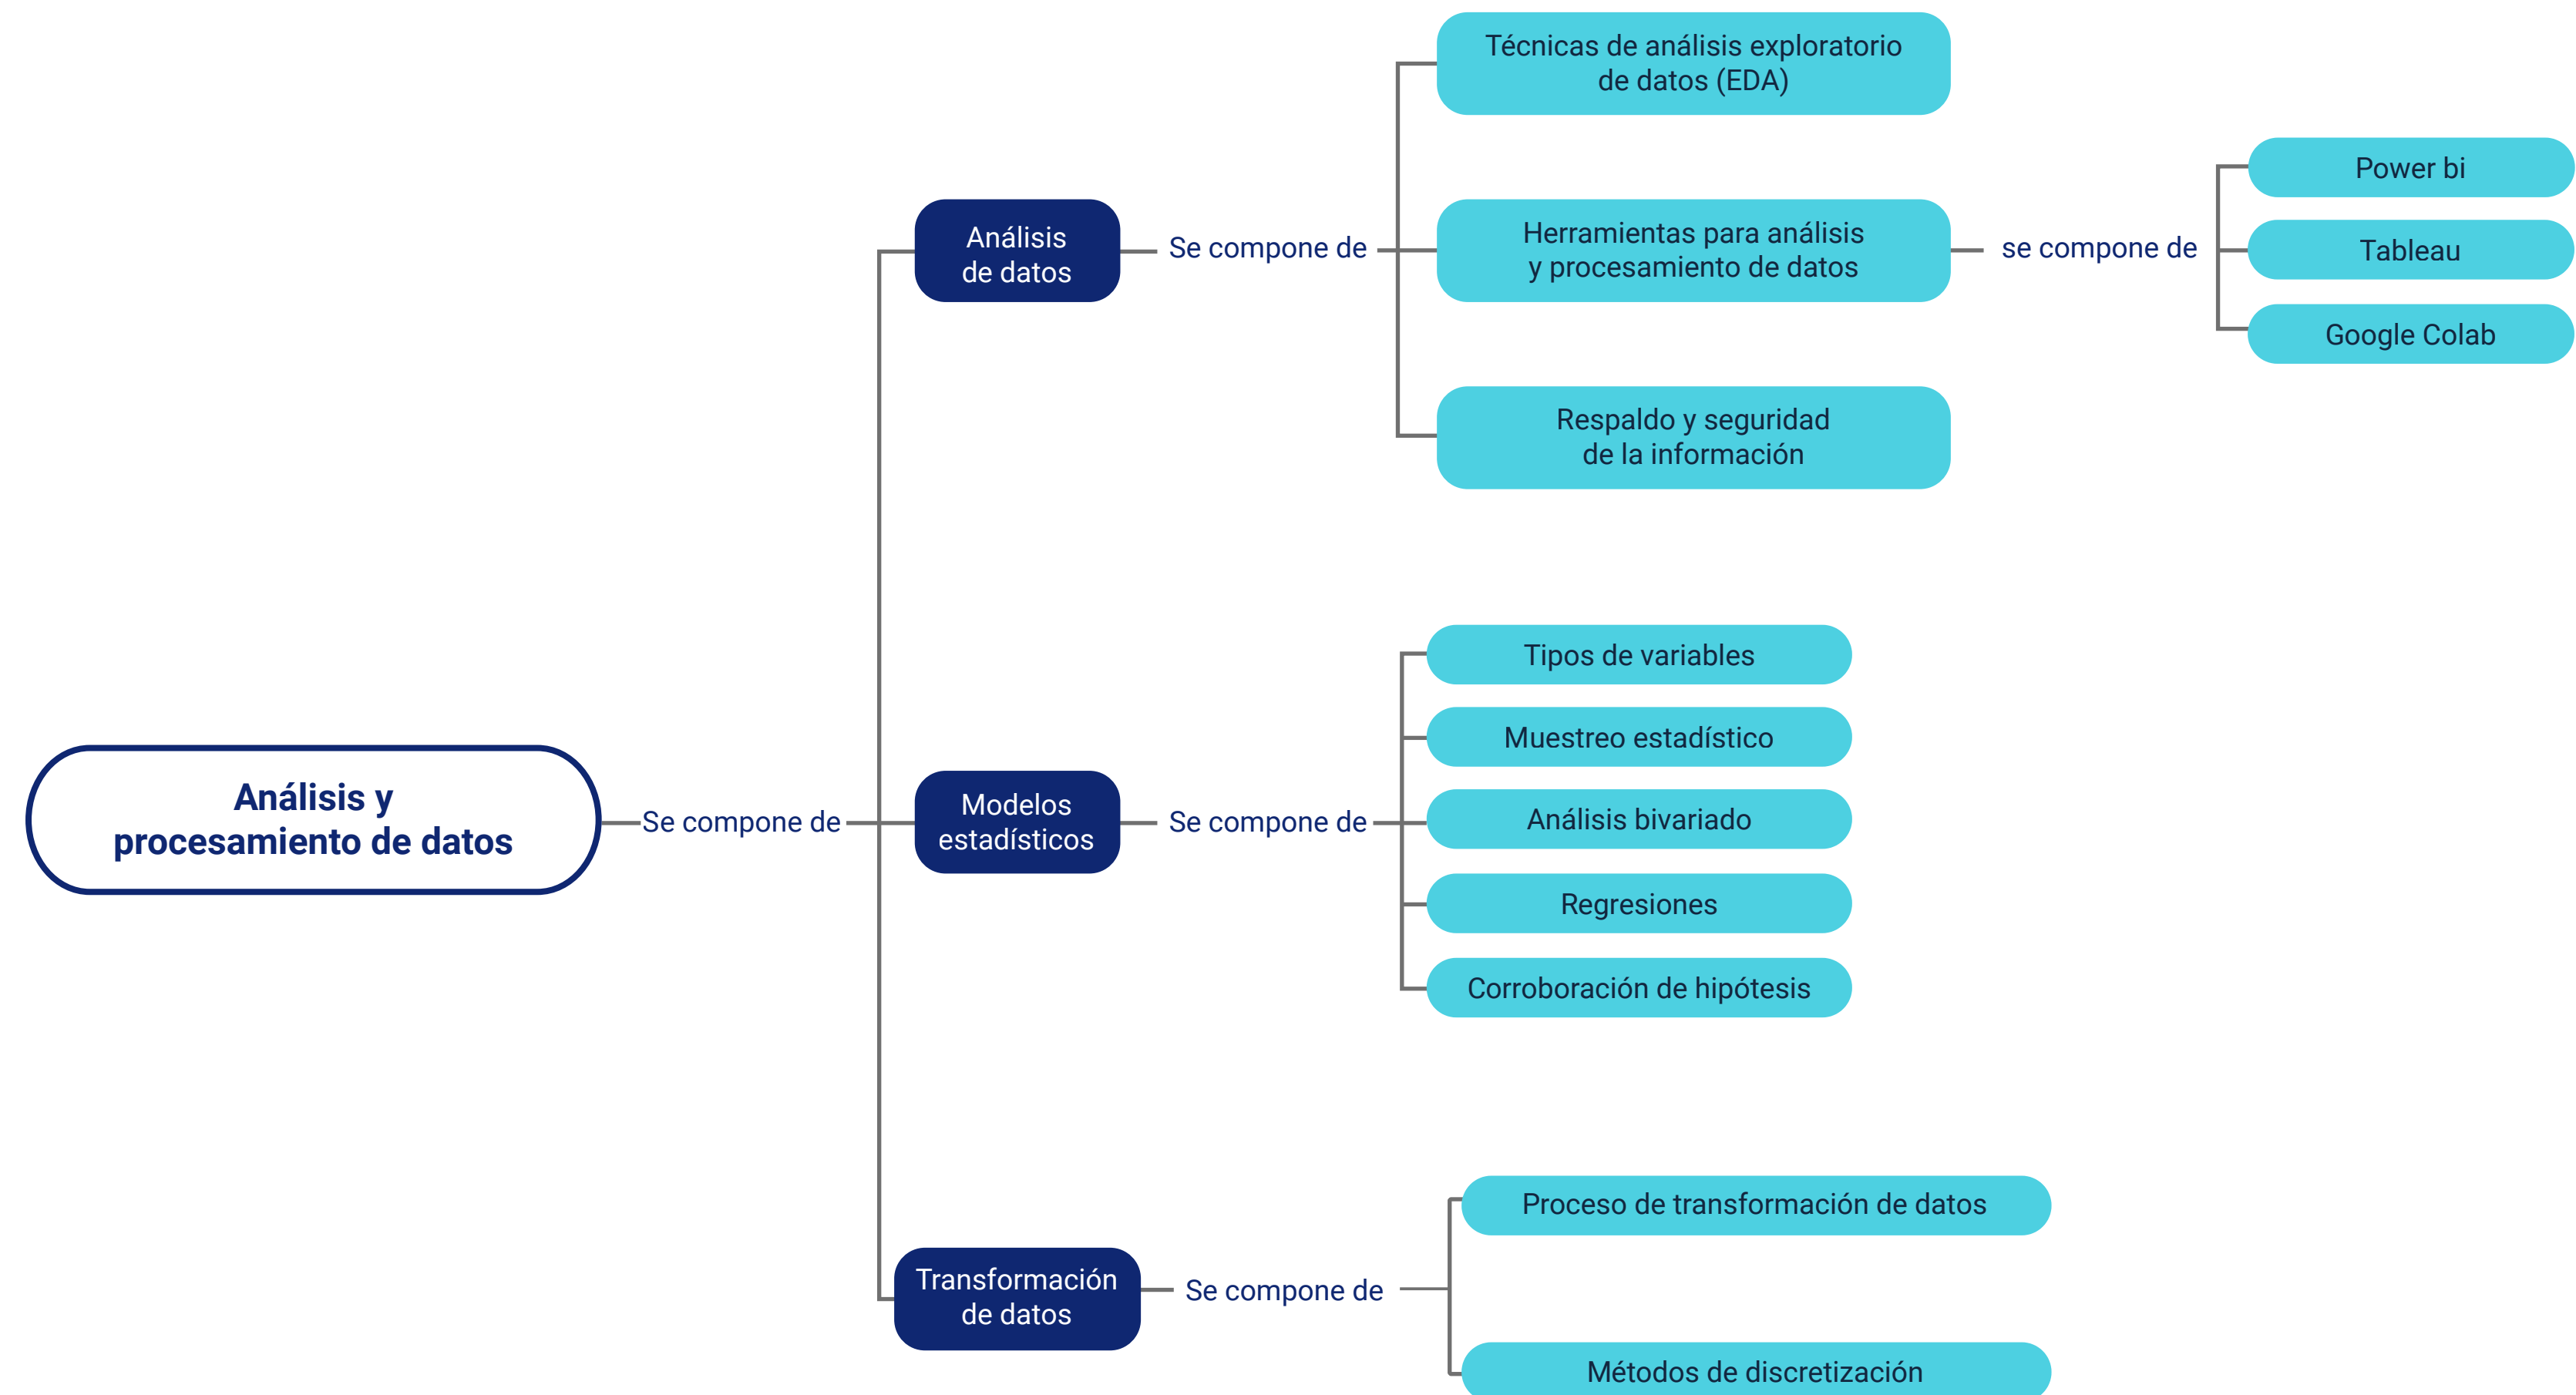 Análisis y
procesamiento de datos
Se compone de
Análisis
de datos
Se compone de
Técnicas de análisis exploratorio
de datos (EDA)
Herramientas para análisis
y procesamiento de datos
se compone de
Power bi
Tableau
Google Colab
Respaldo y seguridad
de la información
Modelos
estadísticos
Se compone de
Tipos de variables
Muestreo estadístico
Análisis bivariado
Regresiones
Corroboración de hipótesis
Transformación
de datos
Se compone de
Proceso de transformación de datos
Métodos de discretización